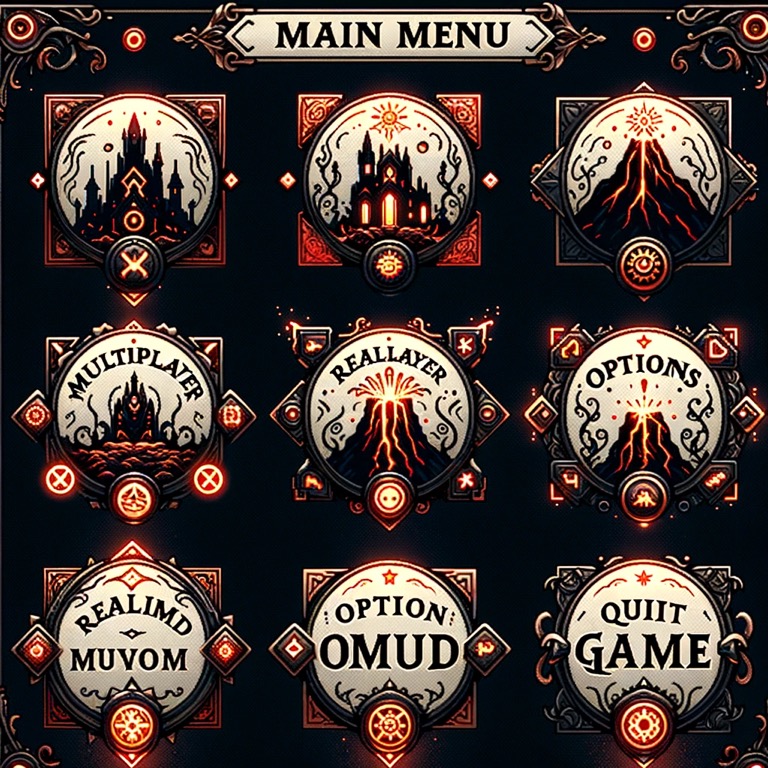 MAIN MENU
MULTIPLAYER
REALLAYER
OPTIONS
REALIMD
MUVOM
OPTION
OMUD
QUIIT
GAME